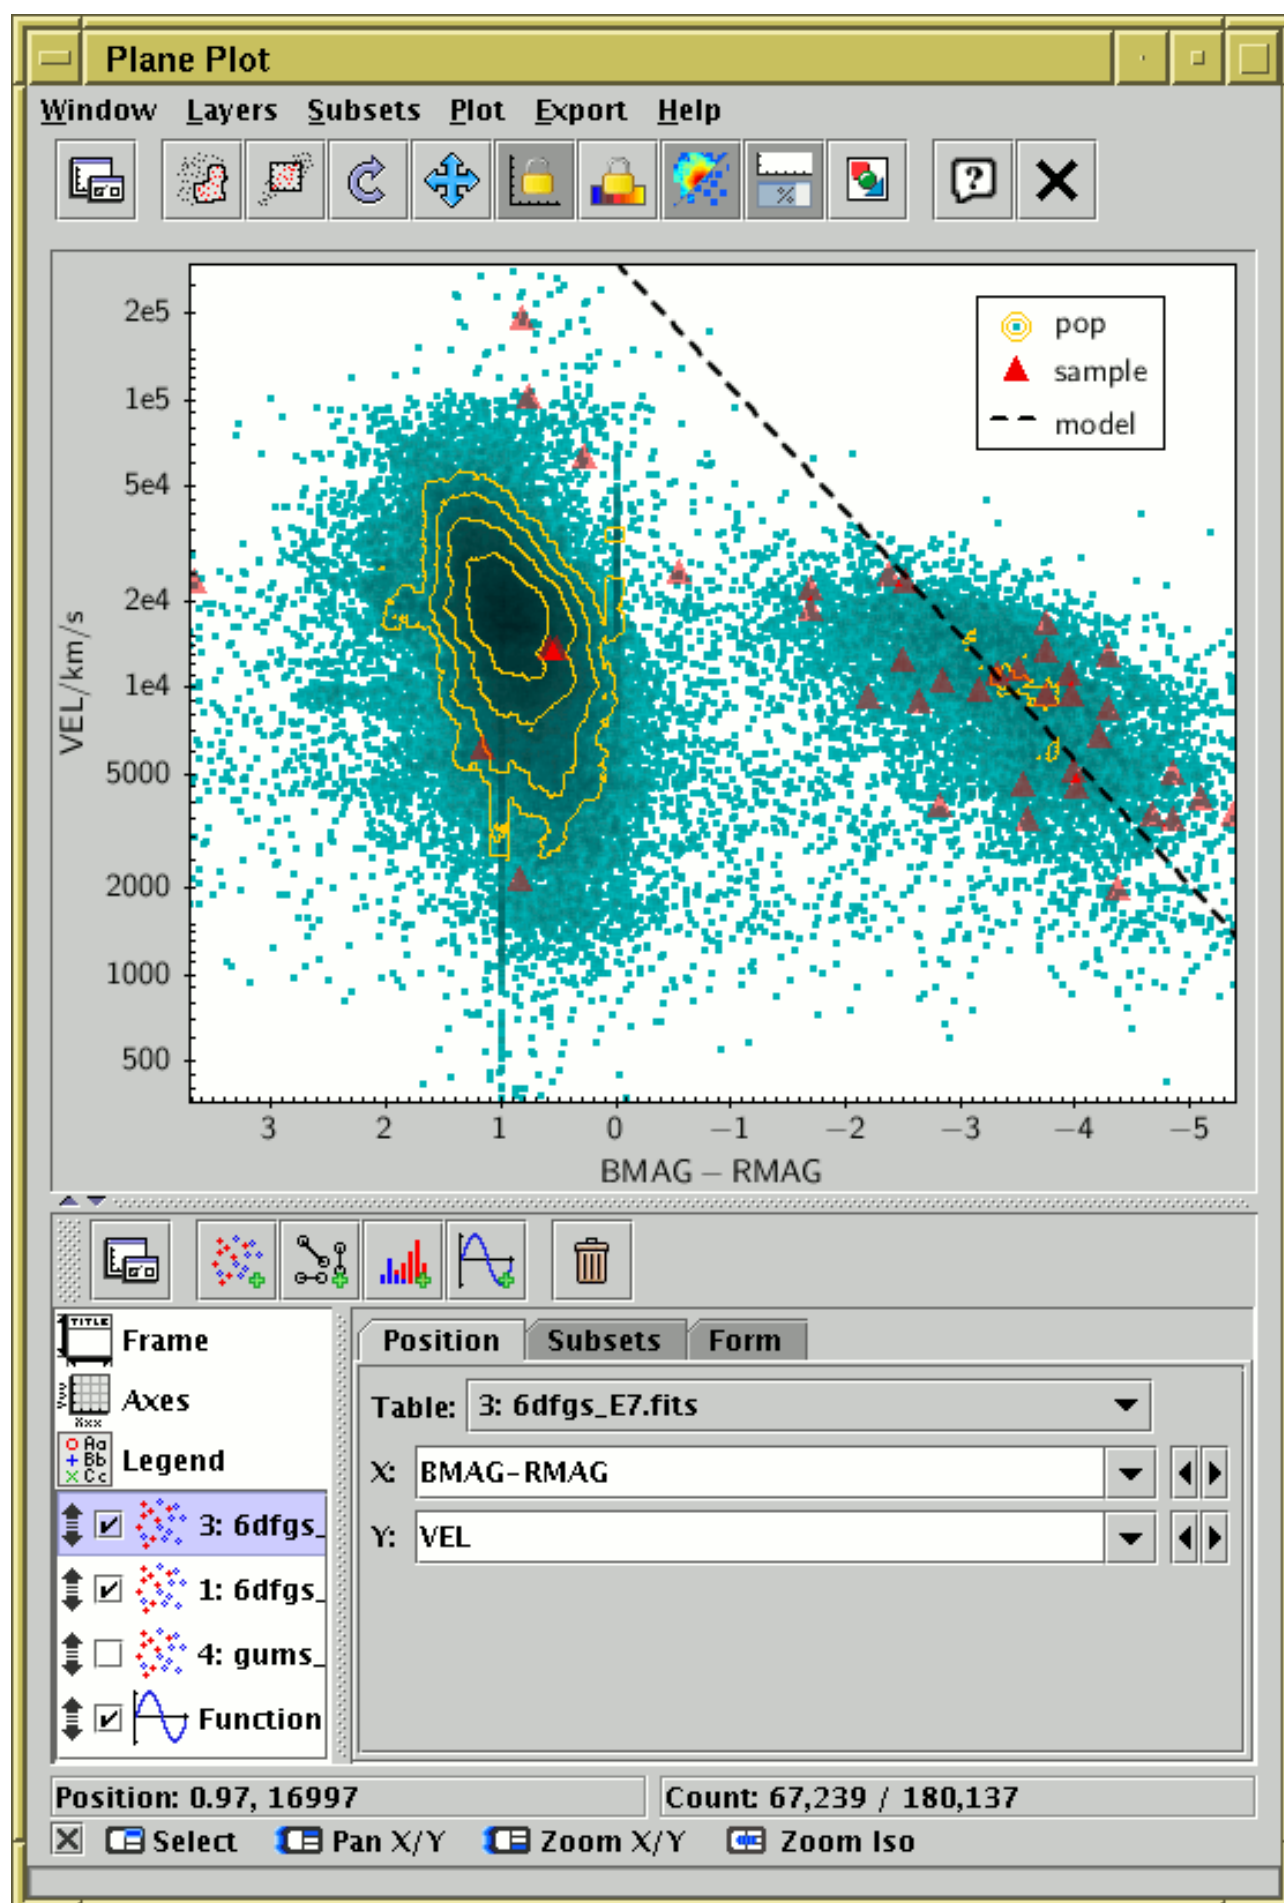 Plane Plot
Window Layers Subsets Plot Export Help
2e5
1e5
5e4
2e4
1e4
5000
2000
1000
500
VEL/km/s
pop
sample
model
3 2 1 0 −1 −2 −3 −4 −5
BMAG − RMAG
Frame
Axes
Legend
3: 6dfgs_
1: 6dfgs_
4: gums_
Function
Position Subsets Form
Table: 3: 6dfgs_E7.fits
X: BMAG-RMAG
Y: VEL
Position: 0.97, 16997 Count: 67,239 / 180,137
Select Pan X/Y Zoom X/Y Zoom Iso